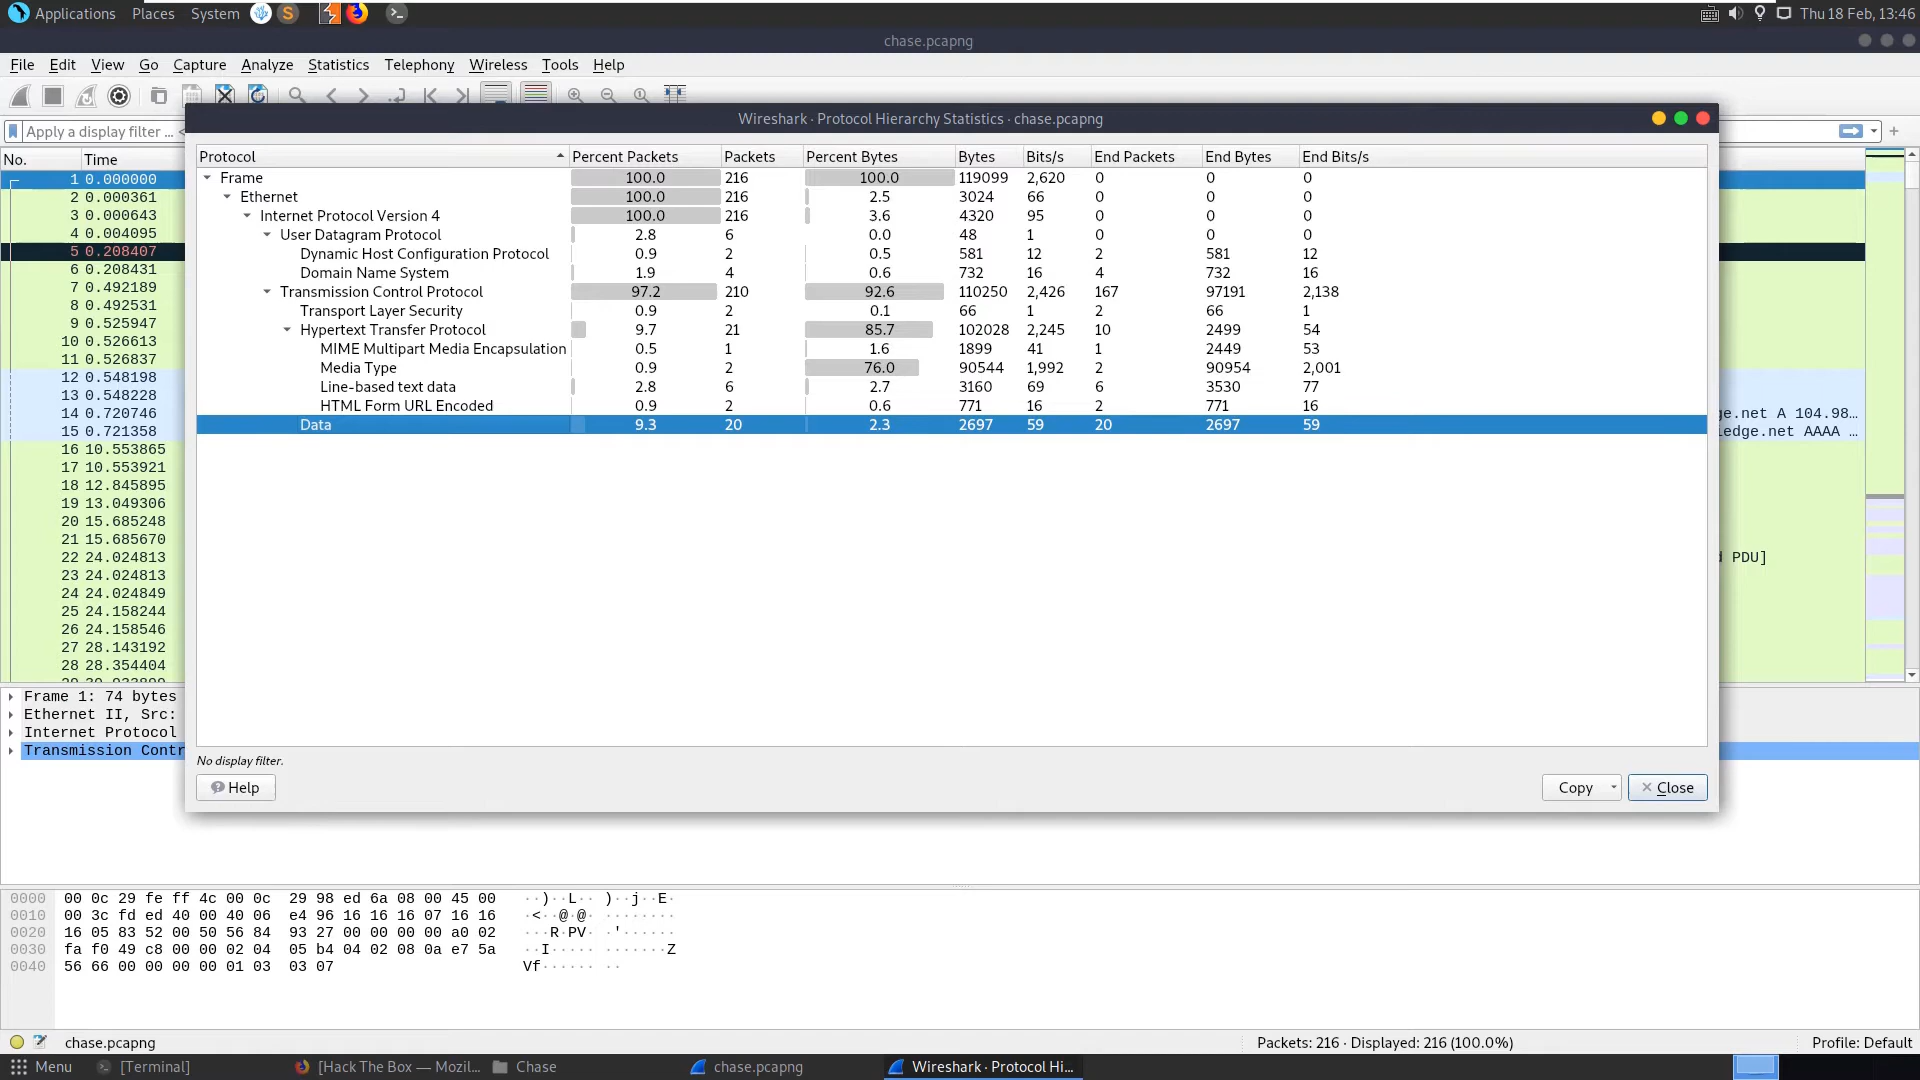 Applications Places System Thu 18 Feb, 13:46
chase.pcapng
File Edit View Go Capture Analyze Statistics Telephony Wireless Tools Help
Wireshark · Protocol Hierarchy Statistics · chase.pcapng
Apply a display filter …
No. Time
Protocol Percent Packets Packets Percent Bytes Bytes Bits/s End Packets End Bytes End Bits/s
Frame 100.0 216 100.0 119099 2,620 0 0 0
Ethernet 100.0 216 2.5 3024 66 0 0 0
Internet Protocol Version 4 100.0 216 3.6 4320 95 0 0 0
User Datagram Protocol 2.8 6 0.0 48 1 0 0 0
Dynamic Host Configuration Protocol 0.9 2 0.5 581 12 2 581 12
Domain Name System 1.9 4 0.6 732 16 4 732 16
Transmission Control Protocol 97.2 210 92.6 110250 2,426 167 97191 2,138
Transport Layer Security 0.9 2 0.1 66 1 2 66 1
Hypertext Transfer Protocol 9.7 21 85.7 102028 2,245 10 2499 54
MIME Multipart Media Encapsulation 0.5 1 1.6 1899 41 1 2449 53
Media Type 0.9 2 76.0 90544 1,992 2 90954 2,001
Line-based text data 2.8 6 2.7 3160 69 6 3530 77
HTML Form URL Encoded 0.9 2 0.6 771 16 2 771 16
Data 9.3 20 2.3 2697 59 20 2697 59
No display filter.
Help Copy Close
1 0.000000
2 0.000361
3 0.000643
4 0.004095
5 0.208407
6 0.208431
7 0.492189
8 0.492531
9 0.525947
10 0.526613
11 0.526837
12 0.548198
13 0.548228
14 0.720746 ge.net A 104.98…
15 0.721358 edge.net AAAA …
16 10.553865
17 10.553921
18 12.845895
19 13.049306
20 15.685248
21 15.685670
22 24.024813 PDU]
23 24.024813
24 24.024849
25 24.158244
26 24.158546
27 28.143192
28 28.354404
Frame 1: 74 bytes
Ethernet II, Src:
Internet Protocol
Transmission Contr
0000 00 0c 29 fe ff 4c 00 0c 29 98 ed 6a 08 00 45 00 ··)··L·· )··j··E·
0010 00 3c fd ed 40 00 40 06 e4 96 16 16 16 07 16 16 ·<··@·@· ········
0020 16 05 83 52 00 50 56 84 93 27 00 00 00 00 a0 02 ···R·PV· ·'······
0030 fa f0 49 c8 00 00 02 04 05 b4 04 02 08 0a e7 5a ··I····· ·······Z
0040 56 66 00 00 00 00 01 03 03 07 Vf······ ··
chase.pcapng Packets: 216 · Displayed: 216 (100.0%) Profile: Default
Menu [Terminal] [Hack The Box — Mozil… Chase chase.pcapng Wireshark · Protocol Hi…